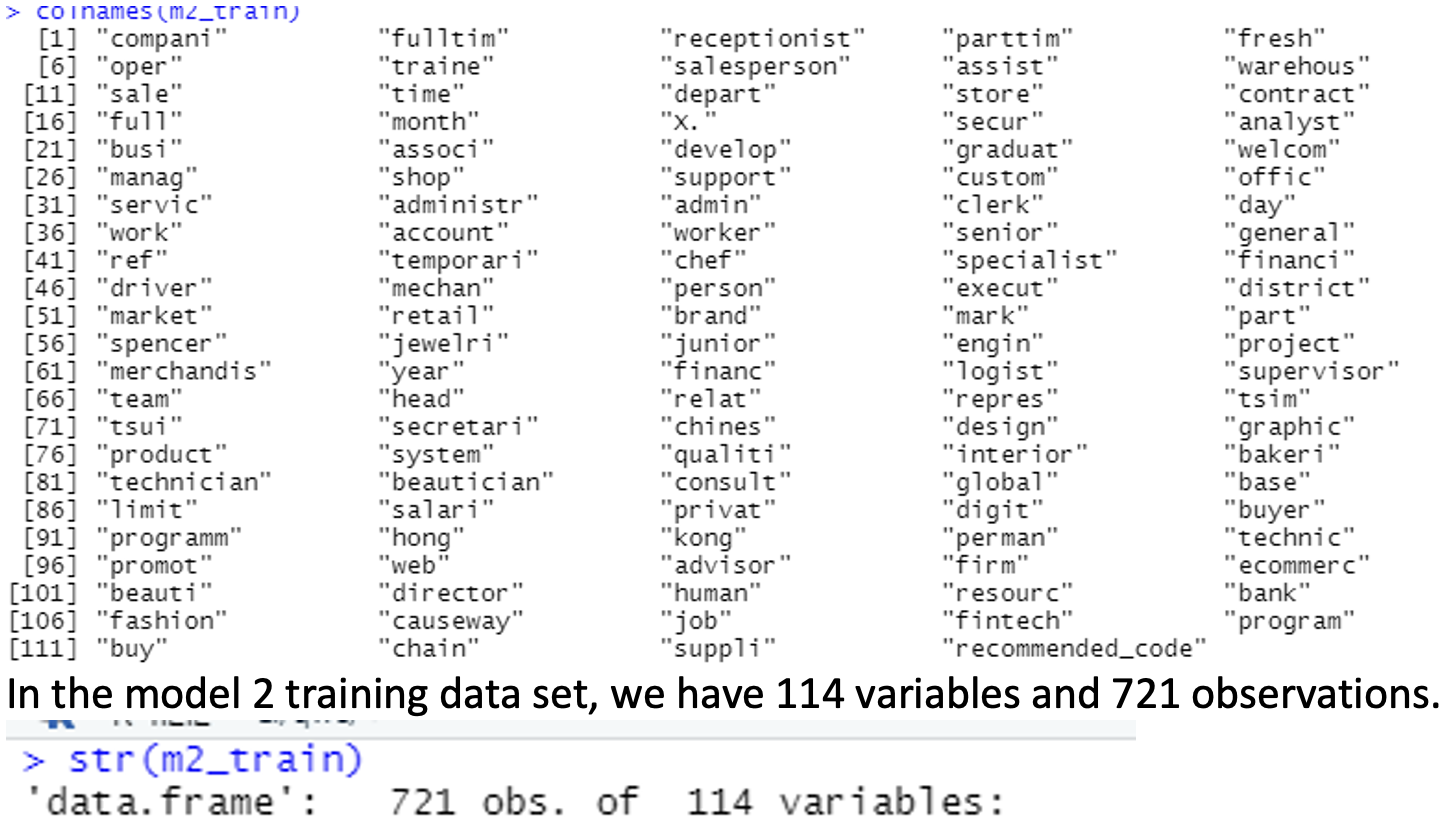 > colnames(m2_train)
[1] "compani" "fulltim" "receptionist" "parttim" "fresh"
[6] "oper" "traine" "salesperson" "assist" "warehous"
[11] "sale" "time" "depart" "store" "contract"
[16] "full" "month" "X." "secur" "analyst"
[21] "busi" "associ" "develop" "graduat" "welcom"
[26] "manag" "shop" "support" "custom" "offic"
[31] "servic" "administr" "admin" "clerk" "day"
[36] "work" "account" "worker" "senior" "general"
[41] "ref" "temporari" "chef" "specialist" "financi"
[46] "driver" "mechan" "person" "execut" "district"
[51] "market" "retail" "brand" "mark" "part"
[56] "spencer" "jewelri" "junior" "engin" "project"
[61] "merchandis" "year" "financ" "logist" "supervisor"
[66] "team" "head" "relat" "repres" "tsim"
[71] "tsui" "secretari" "chines" "design" "graphic"
[76] "product" "system" "qualiti" "interior" "bakeri"
[81] "technician" "beautician" "consult" "global" "base"
[86] "limit" "salari" "privat" "digit" "buyer"
[91] "programm" "hong" "kong" "perman" "technic"
[96] "promot" "web" "advisor" "firm" "ecommerc"
[101] "beauti" "director" "human" "resourc" "bank"
[106] "fashion" "causeway" "job" "fintech" "program"
[111] "buy" "chain" "suppli" "recommended_code"
In the model 2 training data set, we have 114 variables and 721 observations.
> str(m2_train)
'data.frame': 721 obs. of 114 variables: